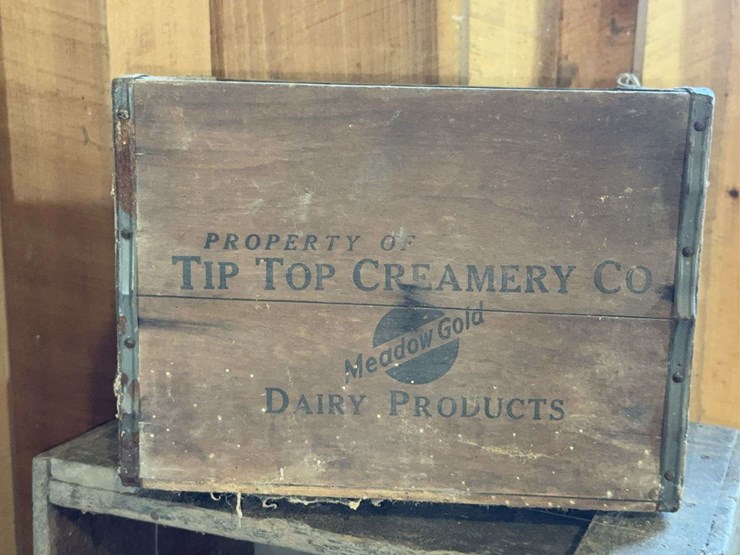 PROPERTY OF
TIP TOP CREAMERY CO.
Meadow Gold
DAIRY PRODUCTS